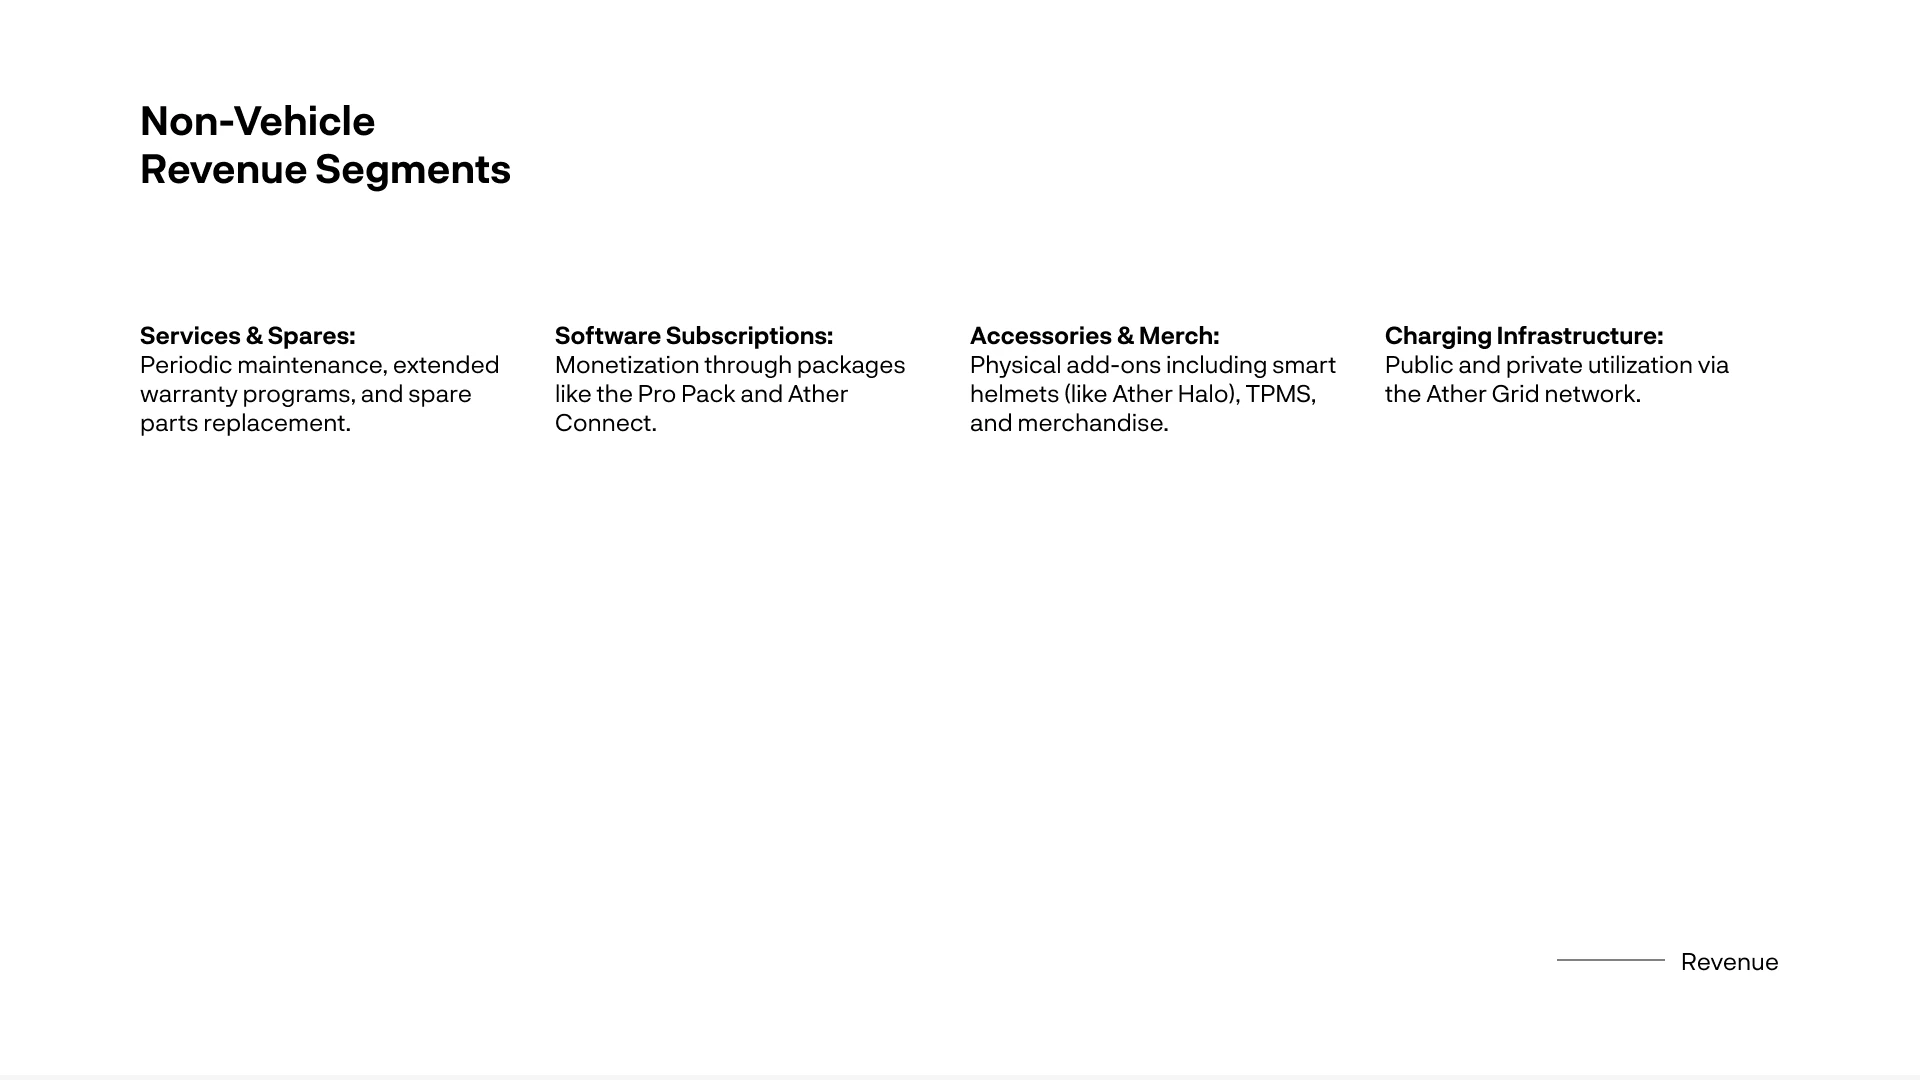 Non-Vehicle
Revenue Segments
Services & Spares:
Periodic maintenance, extended
warranty programs, and spare
parts replacement.
Software Subscriptions:
Monetization through packages
like the Pro Pack and Ather
Connect.
Accessories & Merch:
Physical add-ons including smart
helmets (like Ather Halo), TPMS,
and merchandise.
Charging Infrastructure:
Public and private utilization via
the Ather Grid network.
Revenue